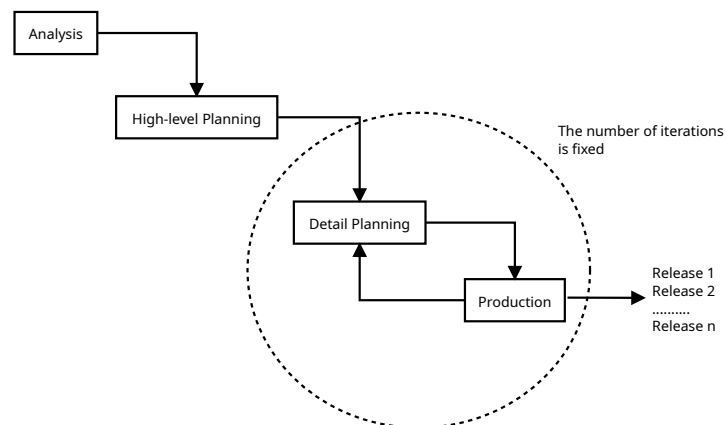 Analysis
High-level Planning
The number of iterations
is fixed
Detail Planning
Production
Release 1
Release 2
..........
Release n